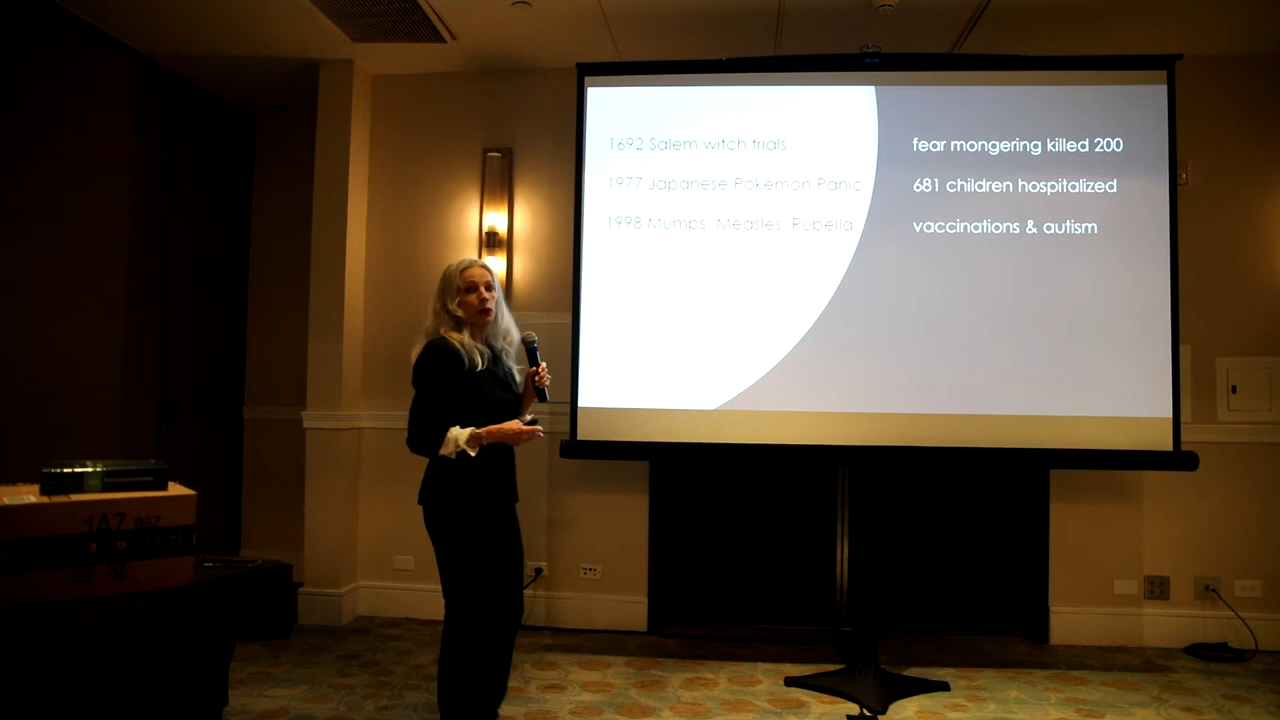 1692 Salem witch trials
fear mongering killed 200
1977 Japanese Pokemon Panic
681 children hospitalized
1998 Mumps, Measles, Rubella
vaccinations & autism
1A7